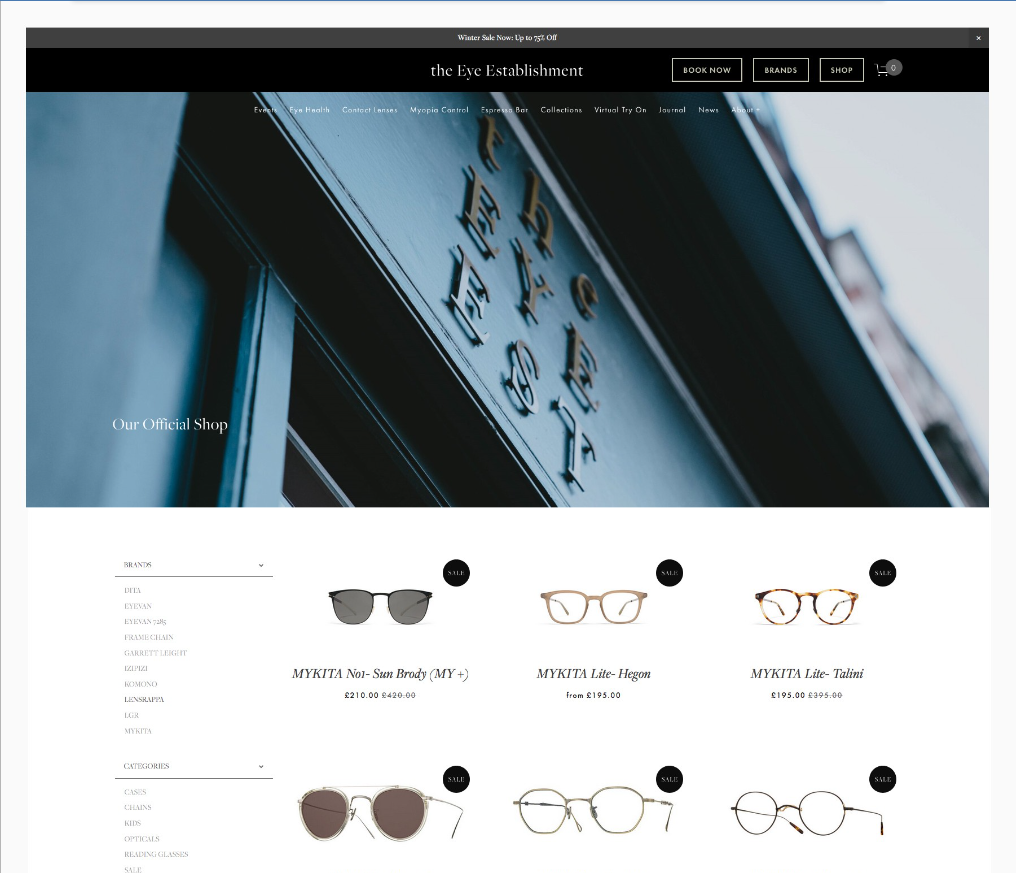 Winter Sale Now: Up to 75% Off
×
the Eye Establishment
BOOK NOW
BRANDS
SHOP
0
Events Eye Health Contact Lenses Myopia Control Espresso Bar Collections Virtual Try On Journal News About
THE
EYE
EST
Our Official Shop
BRANDS
DITA
EYEVAN
EYEVAN 7285
FRAME CHAIN
GARRETT LEIGHT
IZIPIZI
KOMONO
LENSRAPPA
LGR
MYKITA
CATEGORIES
CASES
CHAINS
KIDS
OPTICALS
READING GLASSES
SALE
SALE
MYKITA No1- Sun Brody (MY +)
£210.00 £420.00
SALE
MYKITA Lite- Hegon
from £195.00
SALE
MYKITA Lite- Talini
£195.00 £395.00
SALE
SALE
SALE